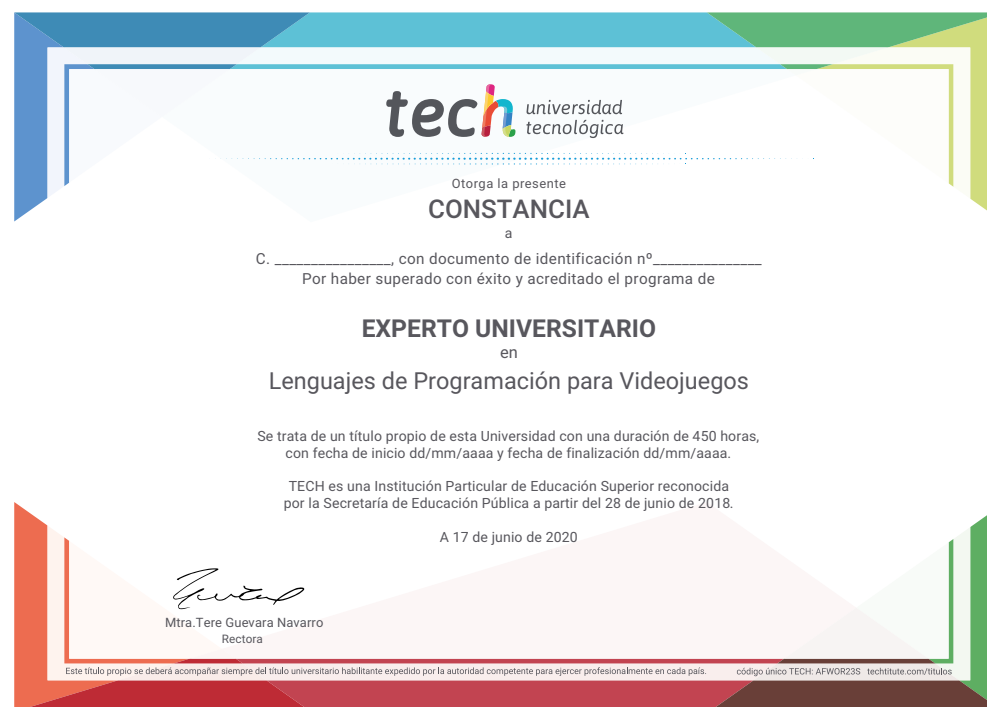 tech universidad
tecnológica
Otorga la presente
CONSTANCIA
a
C. ________________, con documento de identificación nº_______________
Por haber superado con éxito y acreditado el programa de
EXPERTO UNIVERSITARIO
en
Lenguajes de Programación para Videojuegos
Se trata de un título propio de esta Universidad con una duración de 450 horas,
con fecha de inicio dd/mm/aaaa y fecha de finalización dd/mm/aaaa.
TECH es una Institución Particular de Educación Superior reconocida
por la Secretaría de Educación Pública a partir del 28 de junio de 2018.
A 17 de junio de 2020
Mtra.Tere Guevara Navarro
Rectora
Este título propio se deberá acompañar siempre del título universitario habilitante expedido por la autoridad competente para ejercer profesionalmente en cada país. código único TECH: AFWOR23S techtitute.com/titulos